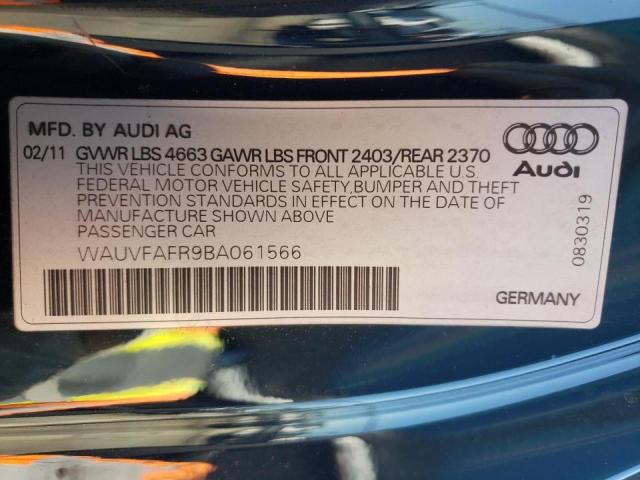 MFD. BY AUDI AG
02/11 GVWR LBS 4663 GAWR LBS FRONT 2403/REAR 2370
THIS VEHICLE CONFORMS TO ALL APPLICABLE U.S.
FEDERAL MOTOR VEHICLE SAFETY,BUMPER AND THEFT
PREVENTION STANDARDS IN EFFECT ON THE DATE OF
MANUFACTURE SHOWN ABOVE
PASSENGER CAR
WAUVFAFR9BA061566
Audi
0830319
GERMANY